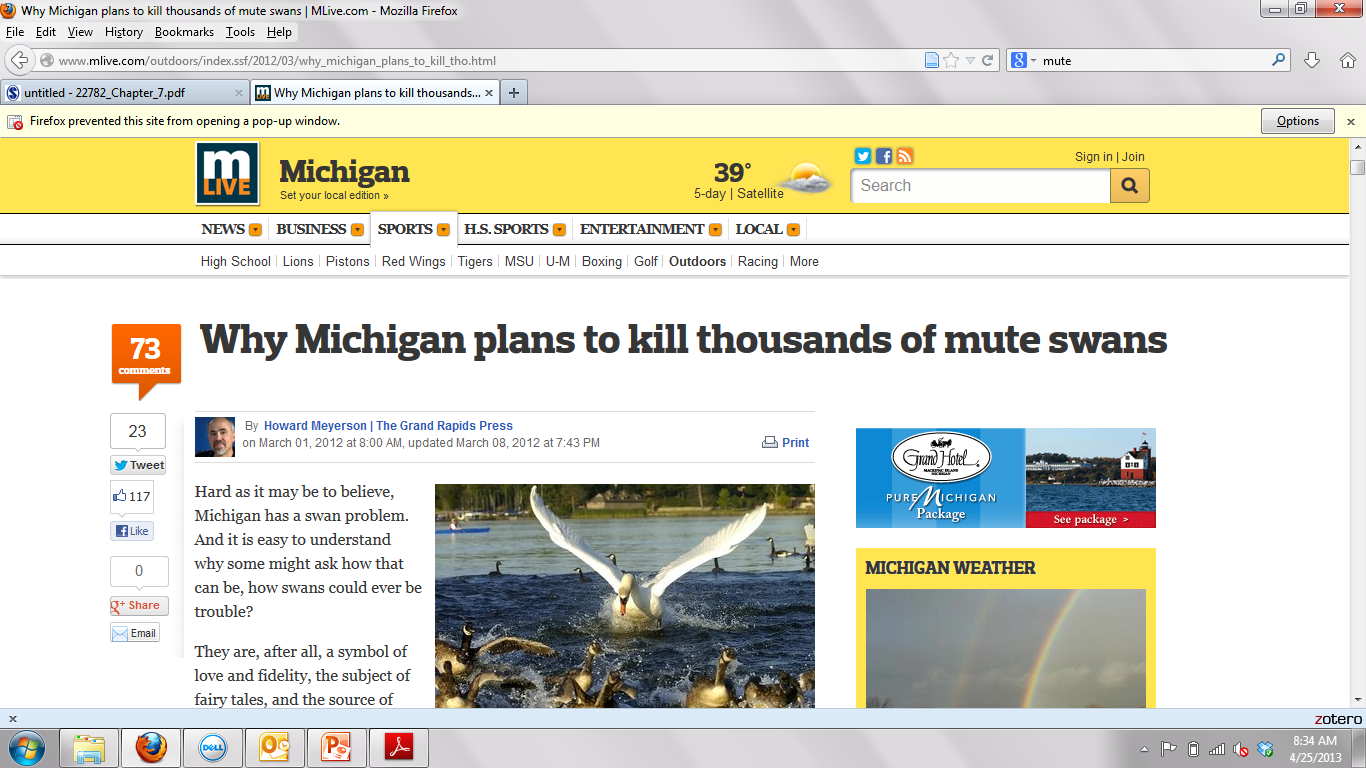 Why Michigan plans to kill thousands of mute swans | MLive.com - Mozilla Firefox
File Edit View History Bookmarks Tools Help
www.mlive.com/outdoors/index.ssf/2012/03/why_michigan_plans_to_kill_tho.html
mute
untitled - 22782_Chapter_7.pdf
Why Michigan plans to kill thousands...
Firefox prevented this site from opening a pop-up window.
Options
m LIVE
Michigan
Set your local edition »
39°
5-day | Satellite
Sign in | Join
Search
NEWS BUSINESS SPORTS H.S. SPORTS ENTERTAINMENT LOCAL
High School Lions Pistons Red Wings Tigers MSU U-M Boxing Golf Outdoors Racing More
73
comments
Why Michigan plans to kill thousands of mute swans
23
Tweet
117
Like
0
Share
Email
By Howard Meyerson | The Grand Rapids Press
on March 01, 2012 at 8:00 AM, updated March 08, 2012 at 7:43 PM
Print
Hard as it may be to believe,
Michigan has a swan problem.
And it is easy to understand
why some might ask how that
can be, how swans could ever be
trouble?
They are, after all, a symbol of
love and fidelity, the subject of
fairy tales, and the source of
Grand Hotel
MACKINAC ISLAND
MICHIGAN
PURE MICHIGAN
Package
See package >
MICHIGAN WEATHER
zotero
DELL
8:34 AM
4/25/2013